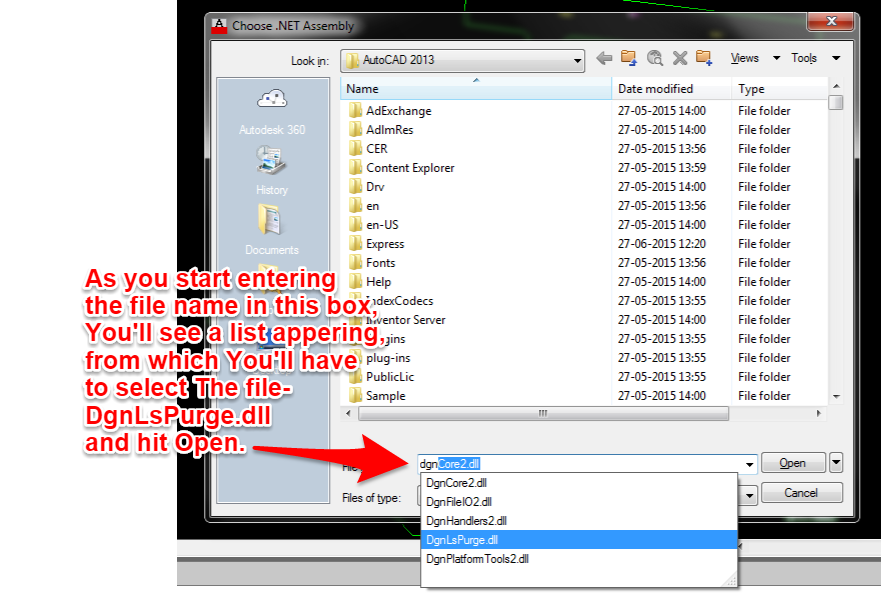 Choose .NET Assembly
Look in: AutoCAD 2013 Views Tools
Name Date modified Type
AdExchange 27-05-2015 14:00 File folder
AdImRes 27-05-2015 14:00 File folder
CER 27-05-2015 13:56 File folder
Content Explorer 27-05-2015 13:59 File folder
Drv 27-05-2015 14:00 File folder
en 27-05-2015 13:56 File folder
en-US 27-05-2015 14:00 File folder
Express 27-06-2015 12:20 File folder
Fonts 27-05-2015 13:56 File folder
Help 27-05-2015 14:00 File folder
IndexCodecs 27-05-2015 13:55 File folder
Inventor Server 27-05-2015 14:00 File folder
27-05-2015 13:55 File folder
plug-ins 27-05-2015 13:55 File folder
PublicLic 27-05-2015 13:55 File folder
Sample 27-05-2015 14:00 File folder
Autodesk 360
History
Documents
As you start entering
the file name in this box,
You'll see a list appering,
from which You'll have
to select The file-
DgnLsPurge.dll
and hit Open.
File dgnCore2.dll Open
Files of type: Cancel
DgnCore2.dll
DgnFileIO2.dll
DgnHandlers2.dll
DgnLsPurge.dll
DgnPlatformTools2.dll